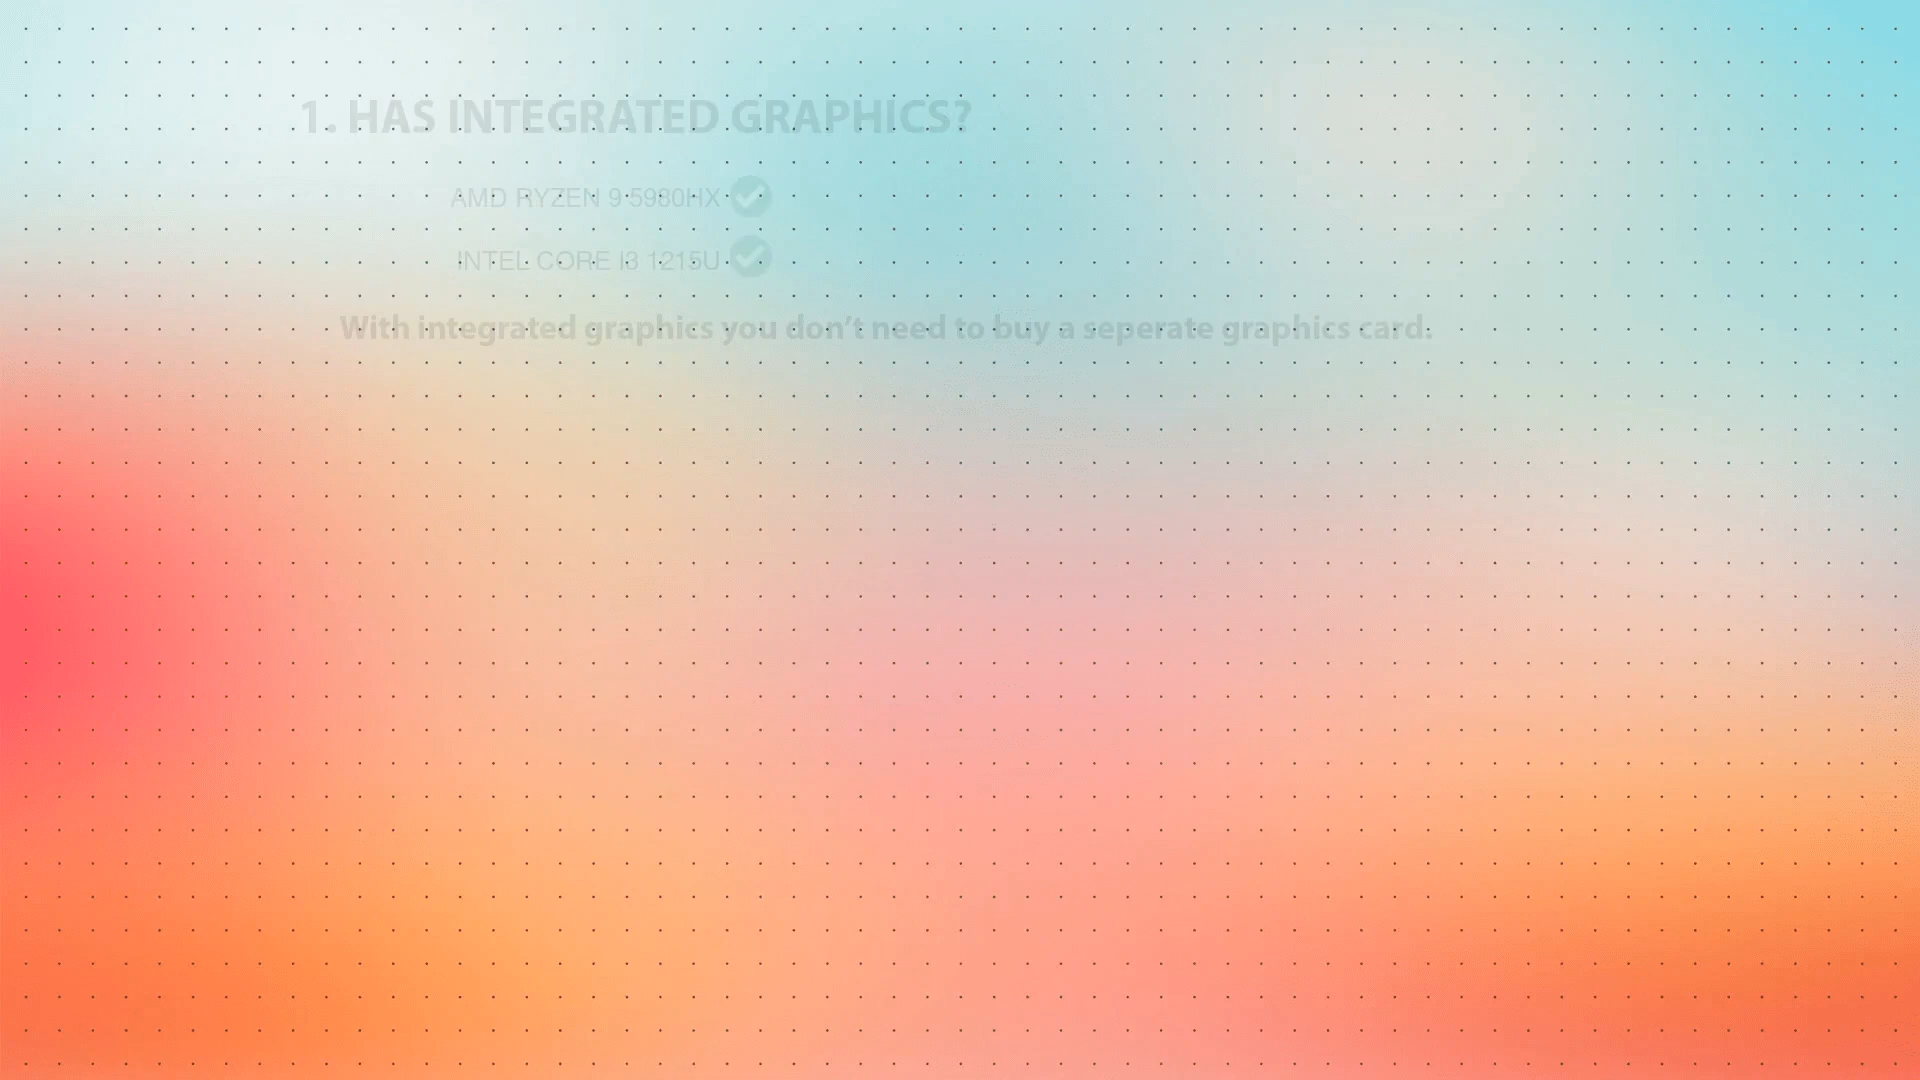 1. HAS INTEGRATED GRAPHICS?
AMD RYZEN 9 5980HX
INTEL CORE I3 1215U
With integrated graphics you don’t need to buy a seperate graphics card.